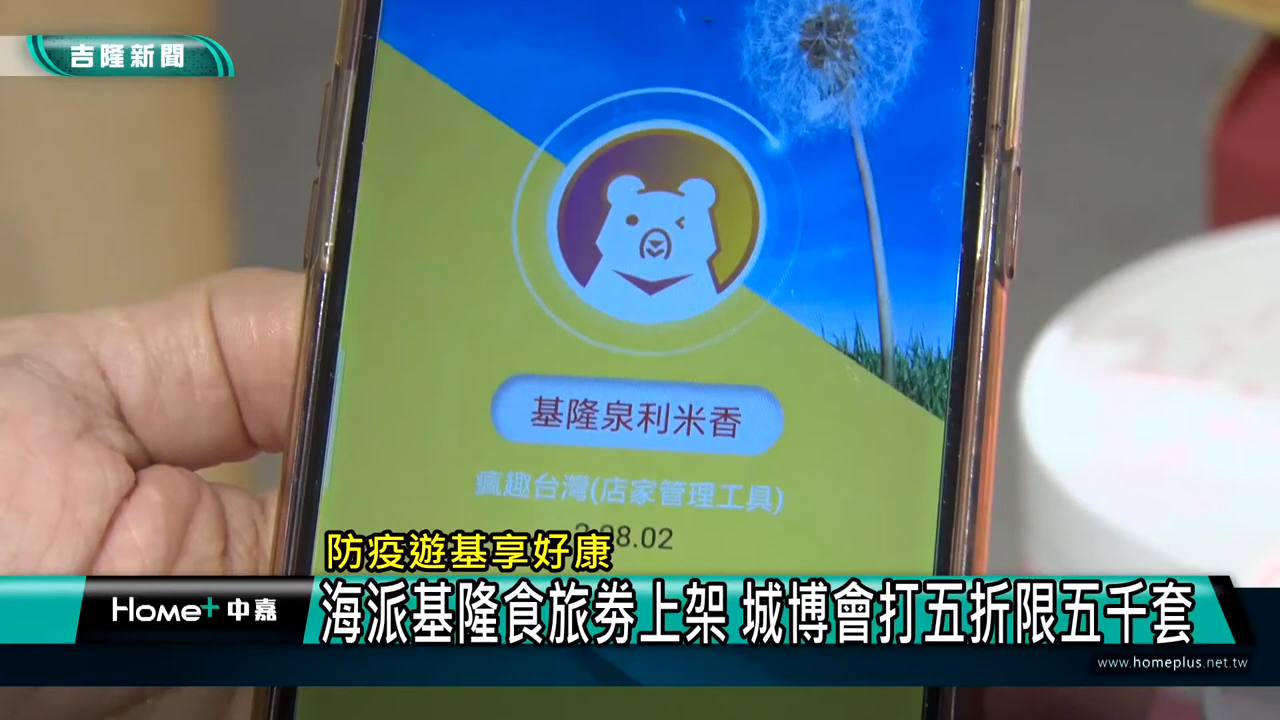 吉隆新聞
基隆泉利米香
瘋趣台灣(店家管理工具)
防疫遊基享好康
海派基隆食旅券上架 城博會打五折限五千套
Home+ 中嘉
www.homeplus.net.tw